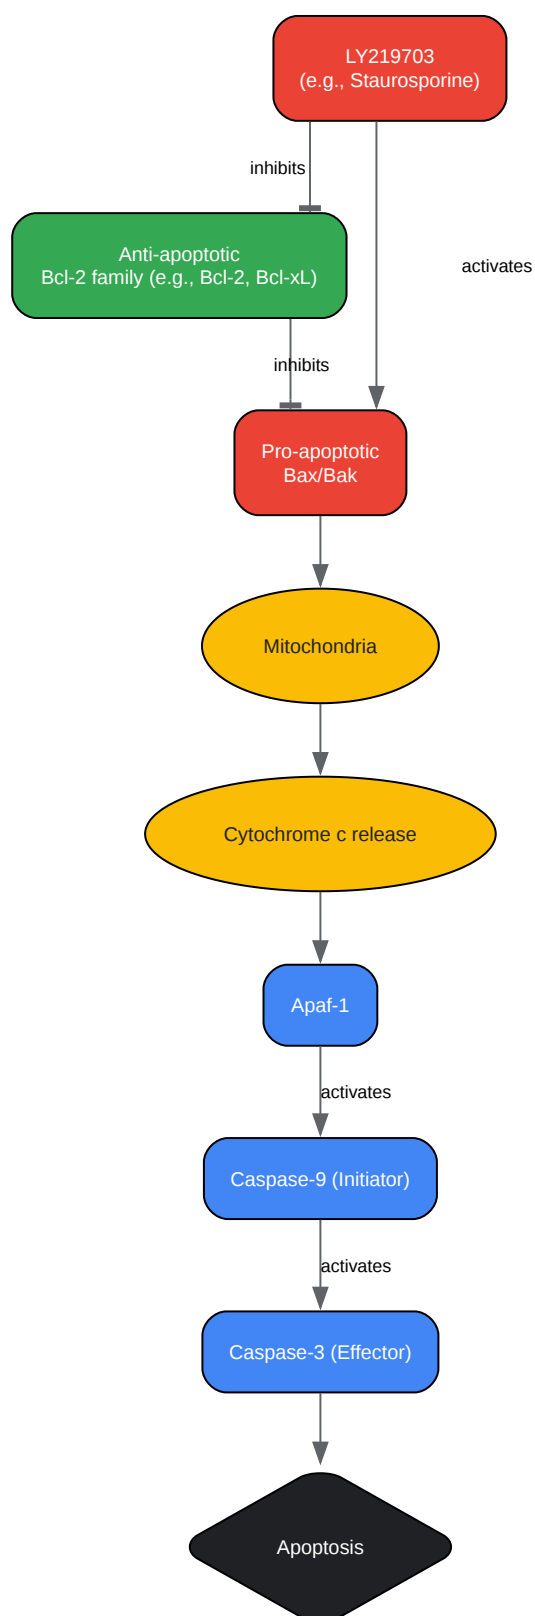 LY219703
(e.g., Staurosporine)
inhibits
Anti-apoptotic
Bcl-2 family (e.g., Bcl-2, Bcl-xL)
activates
inhibits
Pro-apoptotic
Bax/Bak
Mitochondria
Cytochrome c release
Apaf-1
activates
Caspase-9 (Initiator)
activates
Caspase-3 (Effector)
Apoptosis